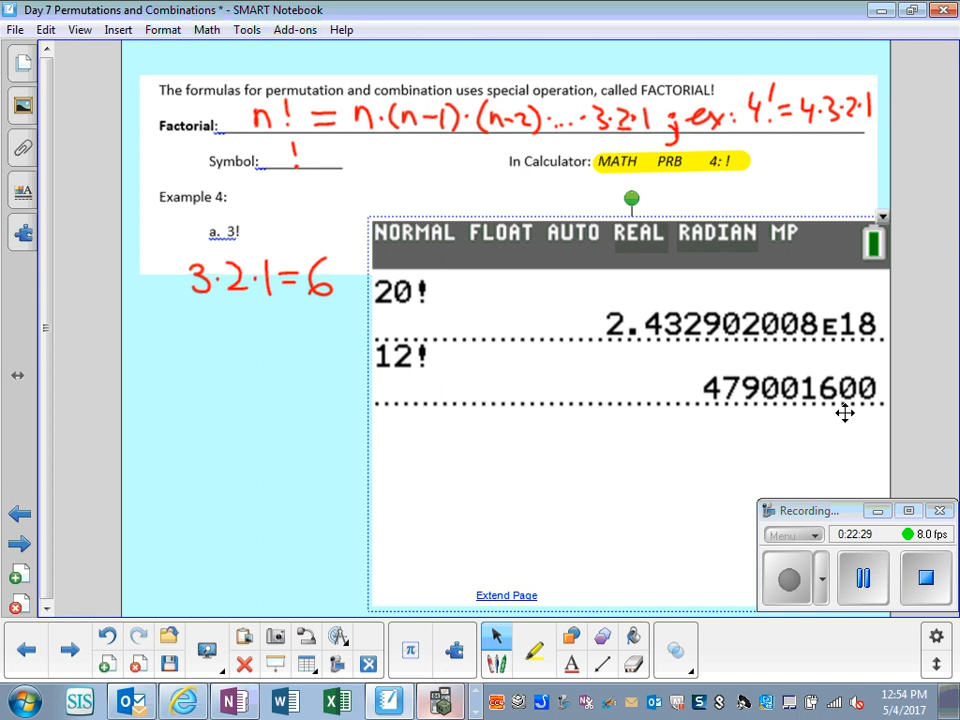 Day 7 Permutations and Combinations * - SMART Notebook
File Edit View Insert Format Math Tools Add-ons Help
The formulas for permutation and combination uses special operation, called FACTORIAL!
Factorial: n! = n·(n-1)·(n-2)·...·3·2·1 ; ex: 4! = 4·3·2·1
Symbol: ! In Calculator: MATH PRB 4: !
Example 4:
a. 3!
3·2·1=6
NORMAL FLOAT AUTO REAL RADIAN MP
20!
2.432902008E18
12!
479001600
Recording...
Menu 0:22:29 8.0 fps
Extend Page
SIS
12:54 PM
5/4/2017